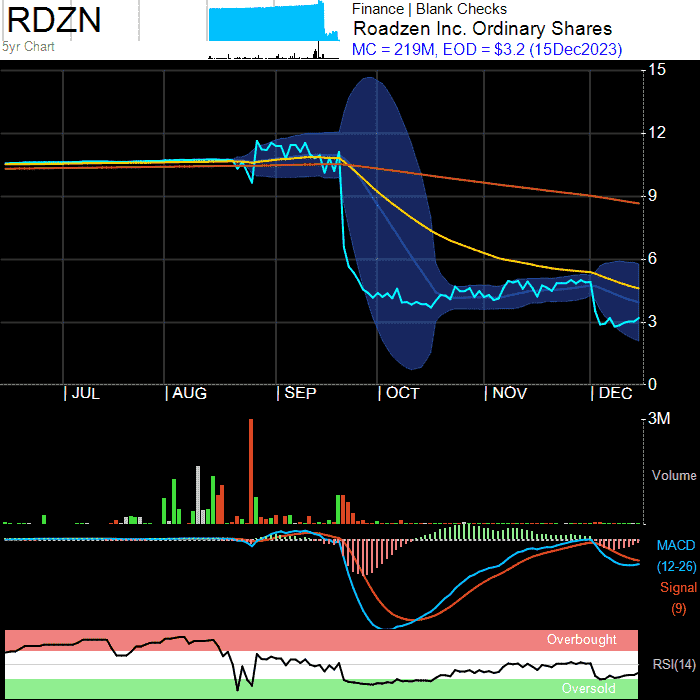 RDZN
5yr Chart
Finance | Blank Checks
Roadzen Inc. Ordinary Shares
MC = 219M, EOD = $3.2 (15Dec2023)
15
12
9
6
3
0
| JUL | AUG | SEP | OCT | NOV | DEC
3M
Volume
MACD
(12-26)
Signal
(9)
Overbought
RSI(14)
Oversold